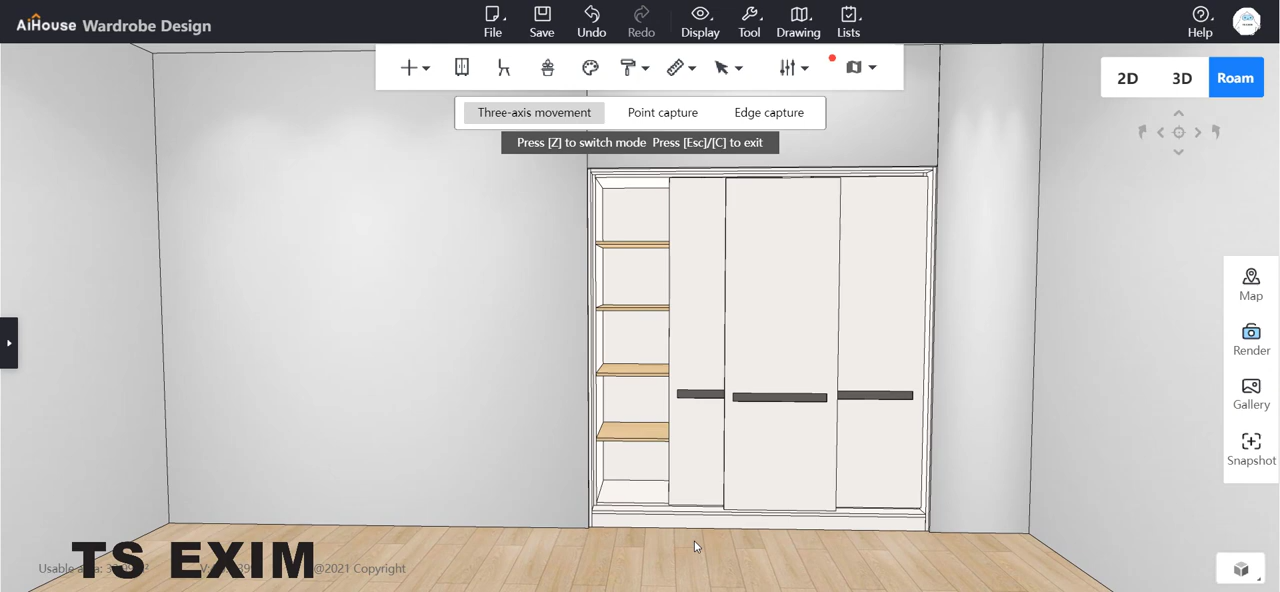 AiHouse Wardrobe Design
File
Save
Undo
Redo
Display
Tool
Drawing
Lists
Help
2D 3D Roam
Three-axis movement Point capture Edge capture
Press [Z] to switch mode Press [Esc]/[C] to exit
Map
Render
Gallery
Snapshot
TS EXIM
Usable @2021 Copyright